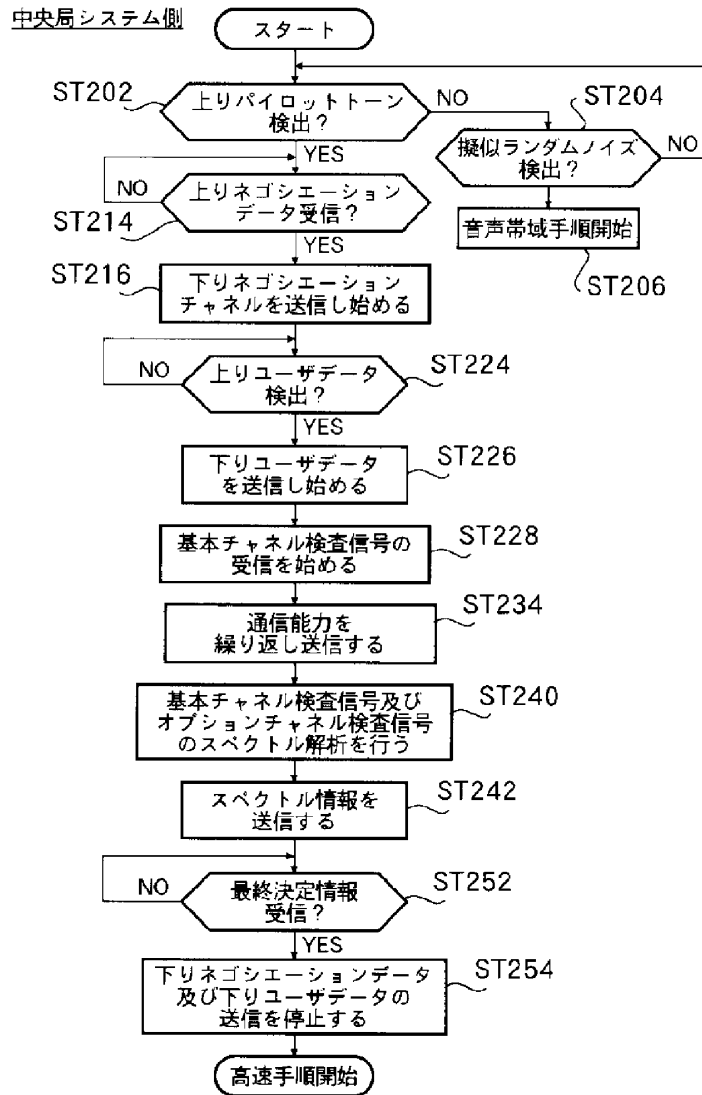 中央局システム側
スタート
ST202
上りパイロットトーン
検出?
NO
ST204
擬似ランダムノイズ
検出?
NO
YES
音声帯域手順開始
ST206
NO
上りネゴシエーション
データ受信?
ST214
YES
ST216
下りネゴシエーション
チャネルを送信し始める
NO
上りユーザデータ
検出?
ST224
YES
下りユーザデータ
を送信し始める
ST226
基本チャネル検査信号の
受信を始める
ST228
通信能力を
繰り返し送信する
ST234
基本チャネル検査信号及び
オプションチャネル検査信号
のスペクトル解析を行う
ST240
スペクトル情報を
送信する
ST242
NO
最終決定情報
受信?
ST252
YES
下りネゴシエーションデータ
及び下りユーザデータの
送信を停止する
ST254
高速手順開始